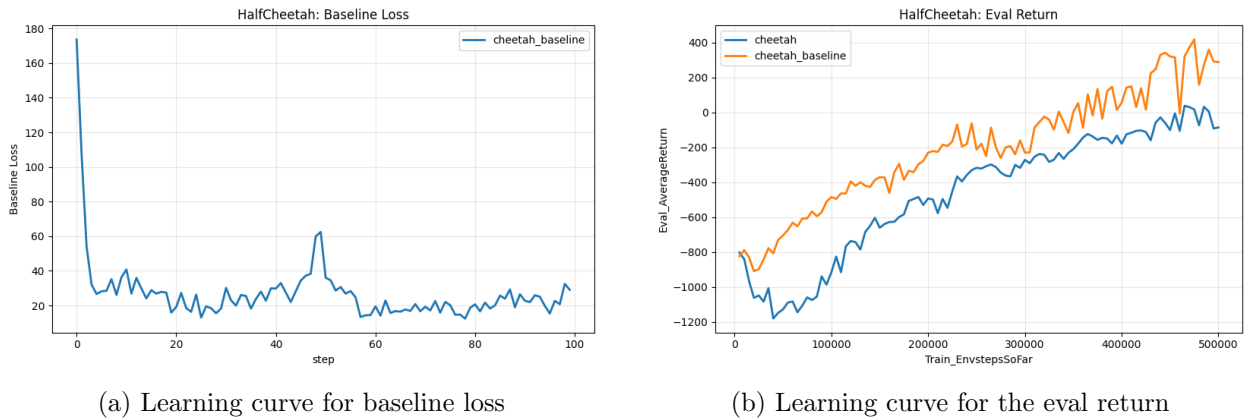 HalfCheetah: Baseline Loss
cheetah_baseline
Baseline Loss
180
160
140
120
100
80
60
40
20
0 20 40 60 80 100
step
(a) Learning curve for baseline loss
HalfCheetah: Eval Return
cheetah
cheetah_baseline
Eval_AverageReturn
400
200
0
−200
−400
−600
−800
−1000
−1200
0 100000 200000 300000 400000 500000
Train_EnvstepsSoFar
(b) Learning curve for the eval return